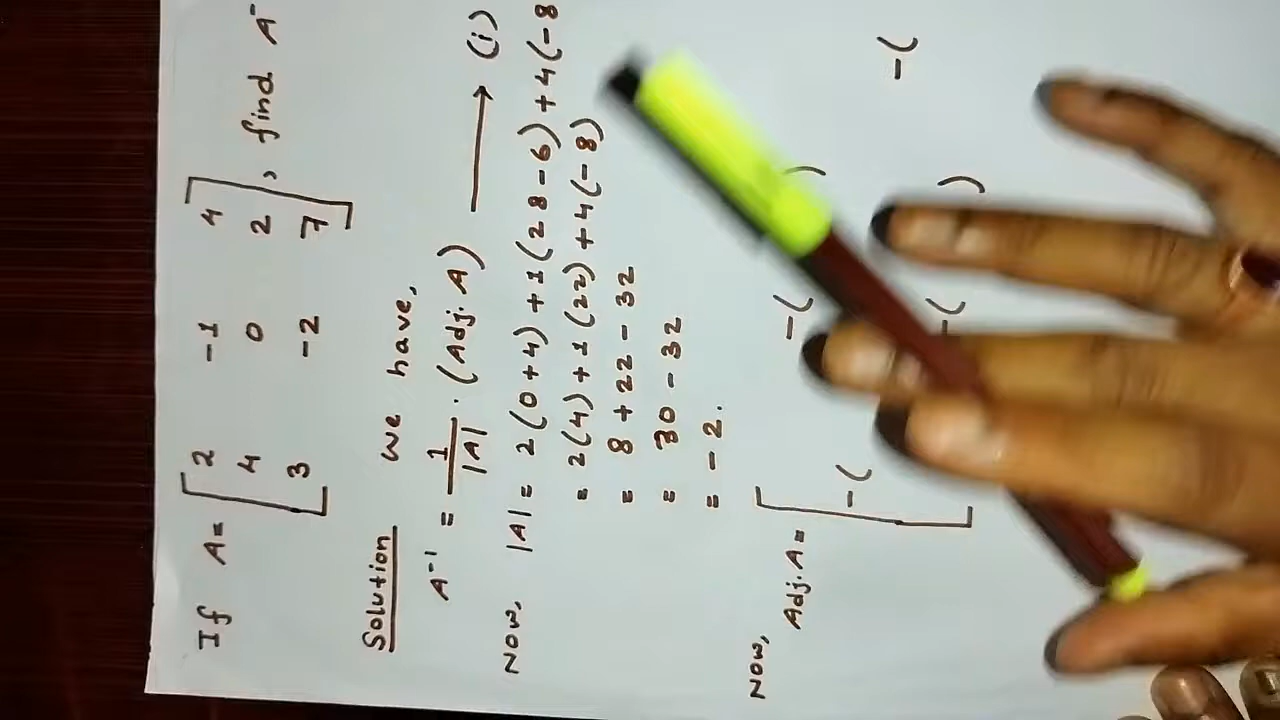 If A= [ 2 -1 4
4 0 2
3 -2 7 ], find A-
Solution we have,
A⁻¹ = 1/|A| . (Adj. A) ⟶ (i)
Now, |A| = 2(0+4)+1(28-6)+4(-8
= 2(4)+1(22)+4(-8)
= 8+22-32
= 30-32
= -2.
Now,
Adj. A= [ -( )
-( -( )
-( ]